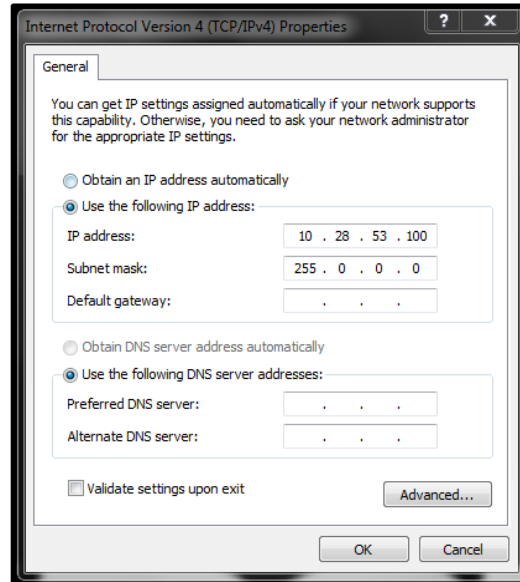 Internet Protocol Version 4 (TCP/IPv4) Properties
? X
General
You can get IP settings assigned automatically if your network supports
this capability. Otherwise, you need to ask your network administrator
for the appropriate IP settings.
Obtain an IP address automatically
Use the following IP address:
IP address: 10 . 28 . 53 . 100
Subnet mask: 255 . 0 . 0 . 0
Default gateway: . . .
Obtain DNS server address automatically
Use the following DNS server addresses:
Preferred DNS server: . . .
Alternate DNS server: . . .
Validate settings upon exit
Advanced...
OK Cancel